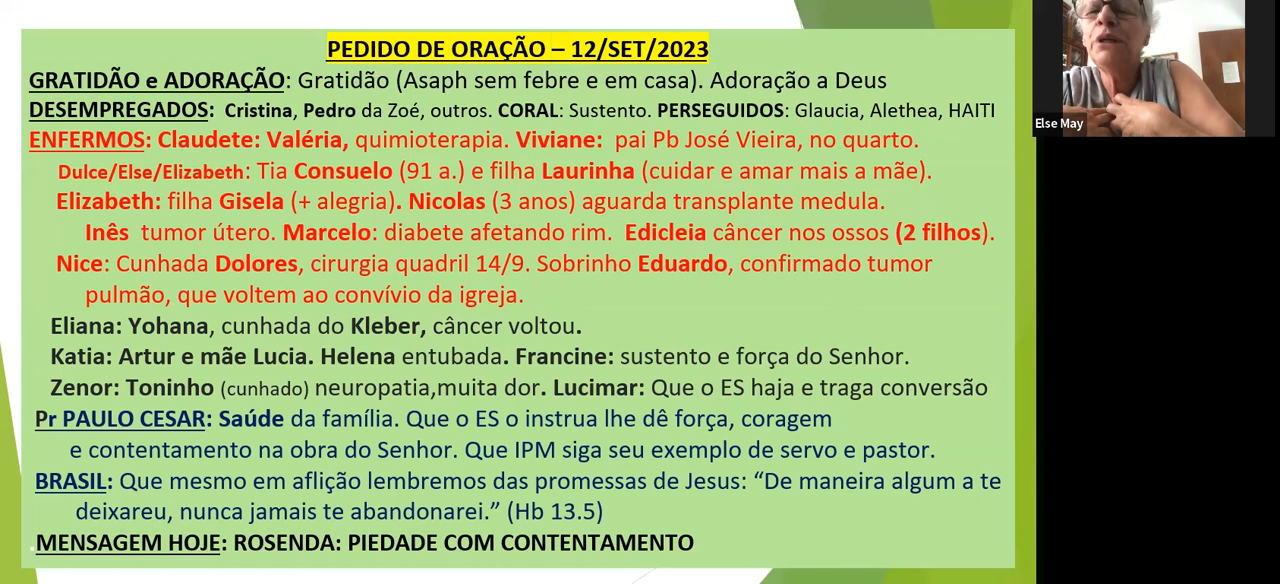 PEDIDO DE ORAÇÃO – 12/SET/2023
GRATIDÃO e ADORAÇÃO: Gratidão (Asaph sem febre e em casa). Adoração a Deus
DESEMPREGADOS: Cristina, Pedro da Zoé, outros. CORAL: Sustento. PERSEGUIDOS: Glaucia, Alethea, HAITI
ENFERMOS: Claudete: Valéria, quimioterapia. Viviane: pai Pb José Vieira, no quarto.
Dulce/Else/Elizabeth: Tia Consuelo (91 a.) e filha Laurinha (cuidar e amar mais a mãe).
Elizabeth: filha Gisela (+ alegria). Nicolas (3 anos) aguarda transplante medula.
Inês tumor útero. Marcelo: diabete afetando rim. Edicleia câncer nos ossos (2 filhos).
Nice: Cunhada Dolores, cirurgia quadril 14/9. Sobrinho Eduardo, confirmado tumor
pulmão, que voltem ao convívio da igreja.
Eliana: Yohana, cunhada do Kleber, câncer voltou.
Katia: Artur e mãe Lucia. Helena entubada. Francine: sustento e força do Senhor.
Zenor: Toninho (cunhado) neuropatia,muita dor. Lucimar: Que o ES haja e traga conversão
Pr PAULO CESAR: Saúde da família. Que o ES o instrua lhe dê força, coragem
e contentamento na obra do Senhor. Que IPM siga seu exemplo de servo e pastor.
BRASIL: Que mesmo em aflição lembremos das promessas de Jesus: “De maneira algum a te
deixareu, nunca jamais te abandonarei.” (Hb 13.5)
.MENSAGEM HOJE: ROSENDA: PIEDADE COM CONTENTAMENTO
Else May